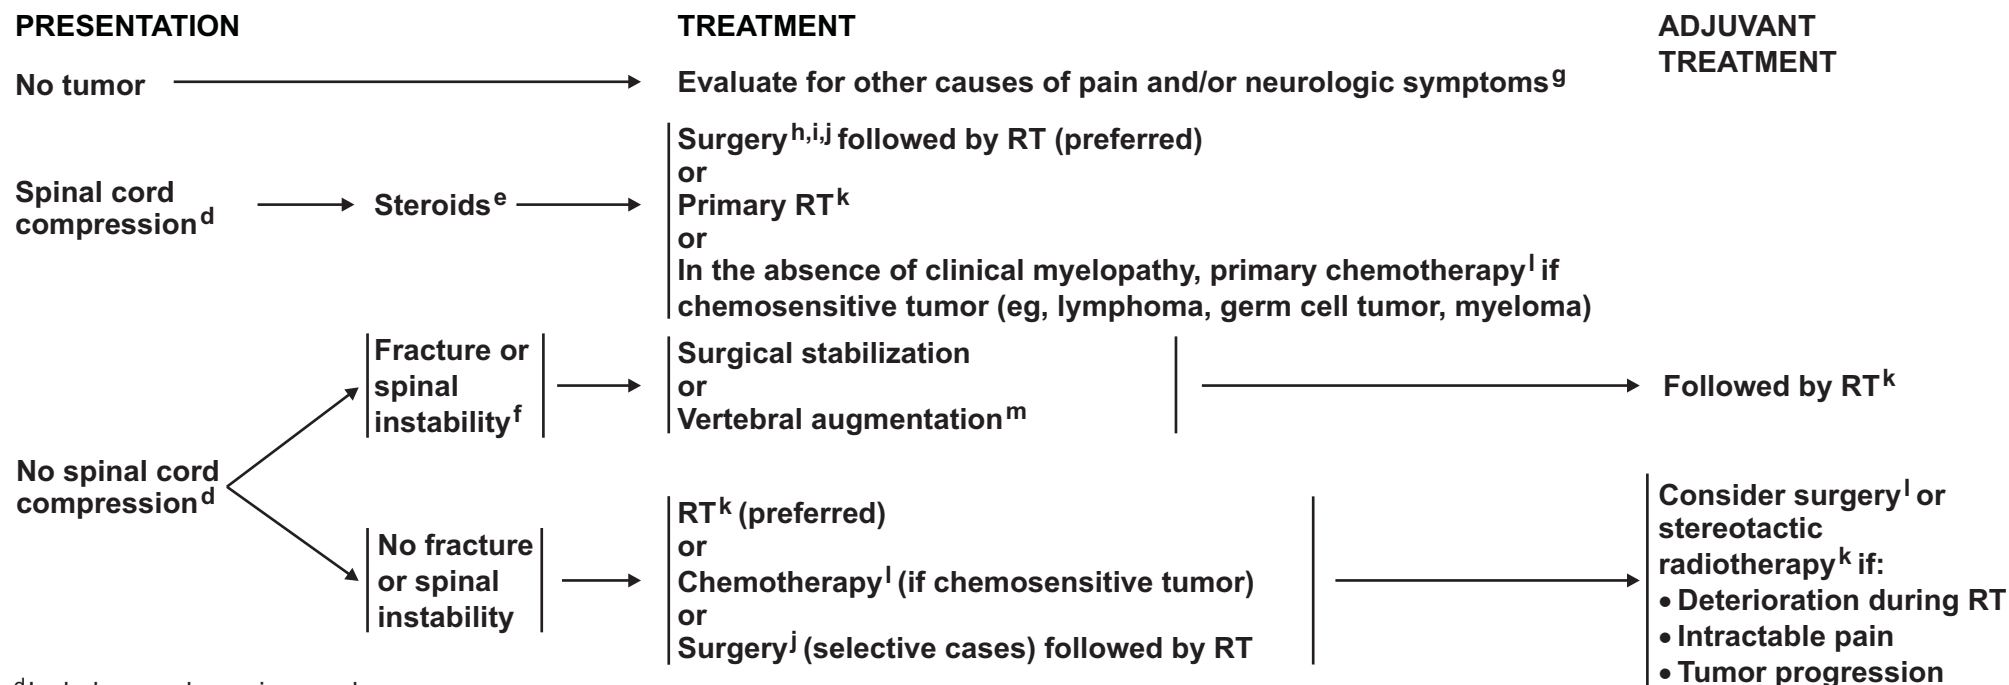 PRESENTATION
TREATMENT
ADJUVANT
TREATMENT
No tumor
Evaluate for other causes of pain and/or neurologic symptoms g
Spinal cord
compression d
Steroids e
Surgery h,i,j followed by RT (preferred)
or
Primary RT k
or
In the absence of clinical myelopathy, primary chemotherapy l if
chemosensitive tumor (eg, lymphoma, germ cell tumor, myeloma)
No spinal cord
compression d
Fracture or
spinal
instability f
Surgical stabilization
or
Vertebral augmentation m
Followed by RT k
No fracture
or spinal
instability
RT k (preferred)
or
Chemotherapy l (if chemosensitive tumor)
or
Surgery j (selective cases) followed by RT
Consider surgery l or
stereotactic
radiotherapy k if:
• Deterioration during RT
• Intractable pain
• Tumor progression